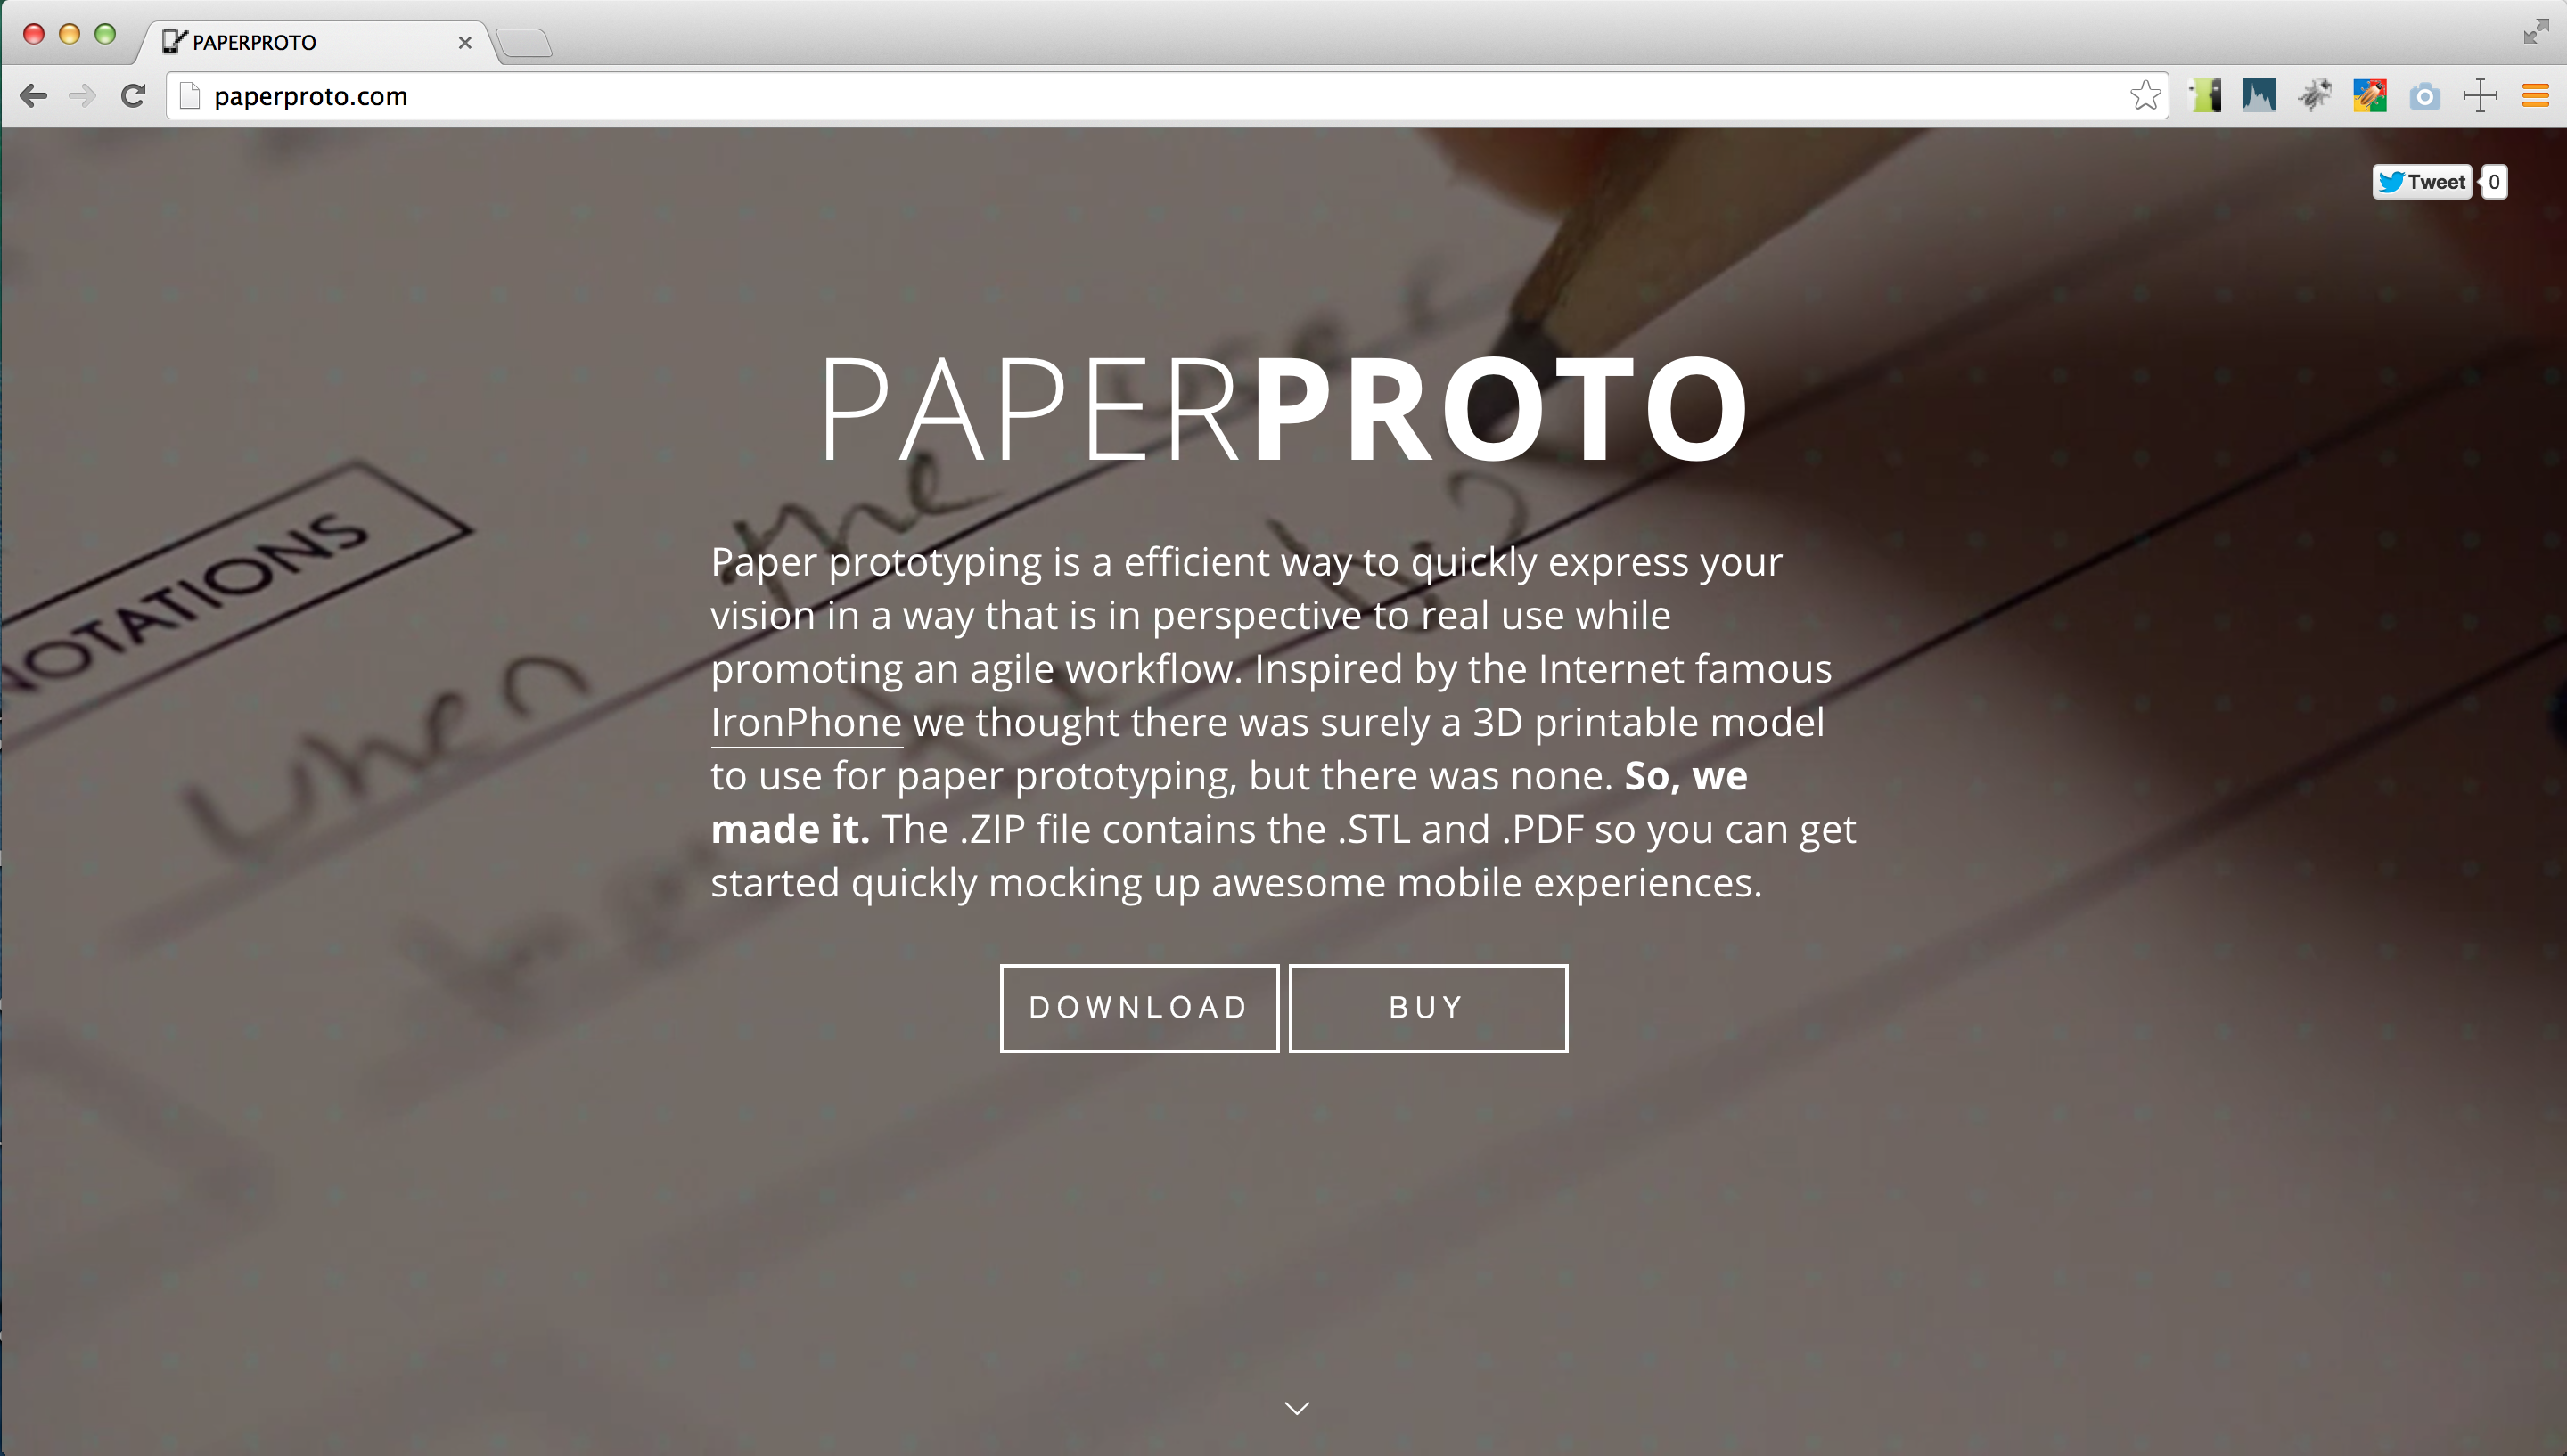 PAPERPROTO
paperproto.com
Tweet 0
PAPERPROTO
Paper prototyping is a efficient way to quickly express your
vision in a way that is in perspective to real use while
promoting an agile workflow. Inspired by the Internet famous
IronPhone we thought there was surely a 3D printable model
to use for paper prototyping, but there was none. So, we
made it. The .ZIP file contains the .STL and .PDF so you can get
started quickly mocking up awesome mobile experiences.
DOWNLOAD BUY
NOTATIONS
when the user